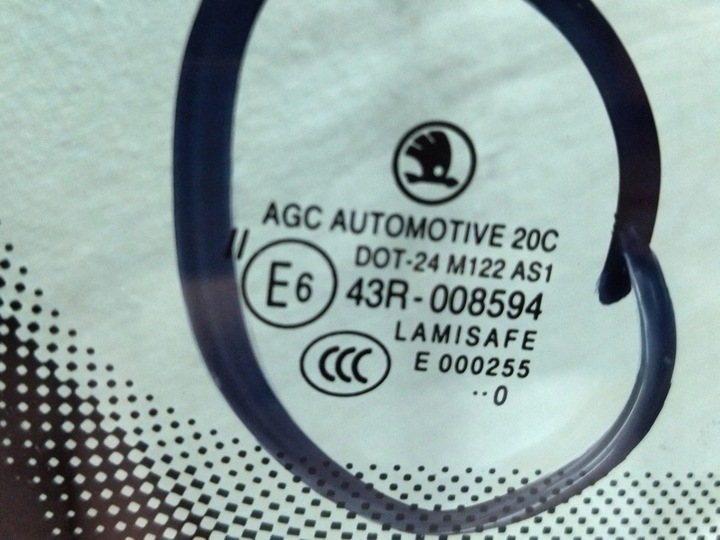 AGC AUTOMOTIVE 20C
DOT-24 M122 AS1
//
E6 43R-008594
LAMISAFE
CCC E 000255
··0